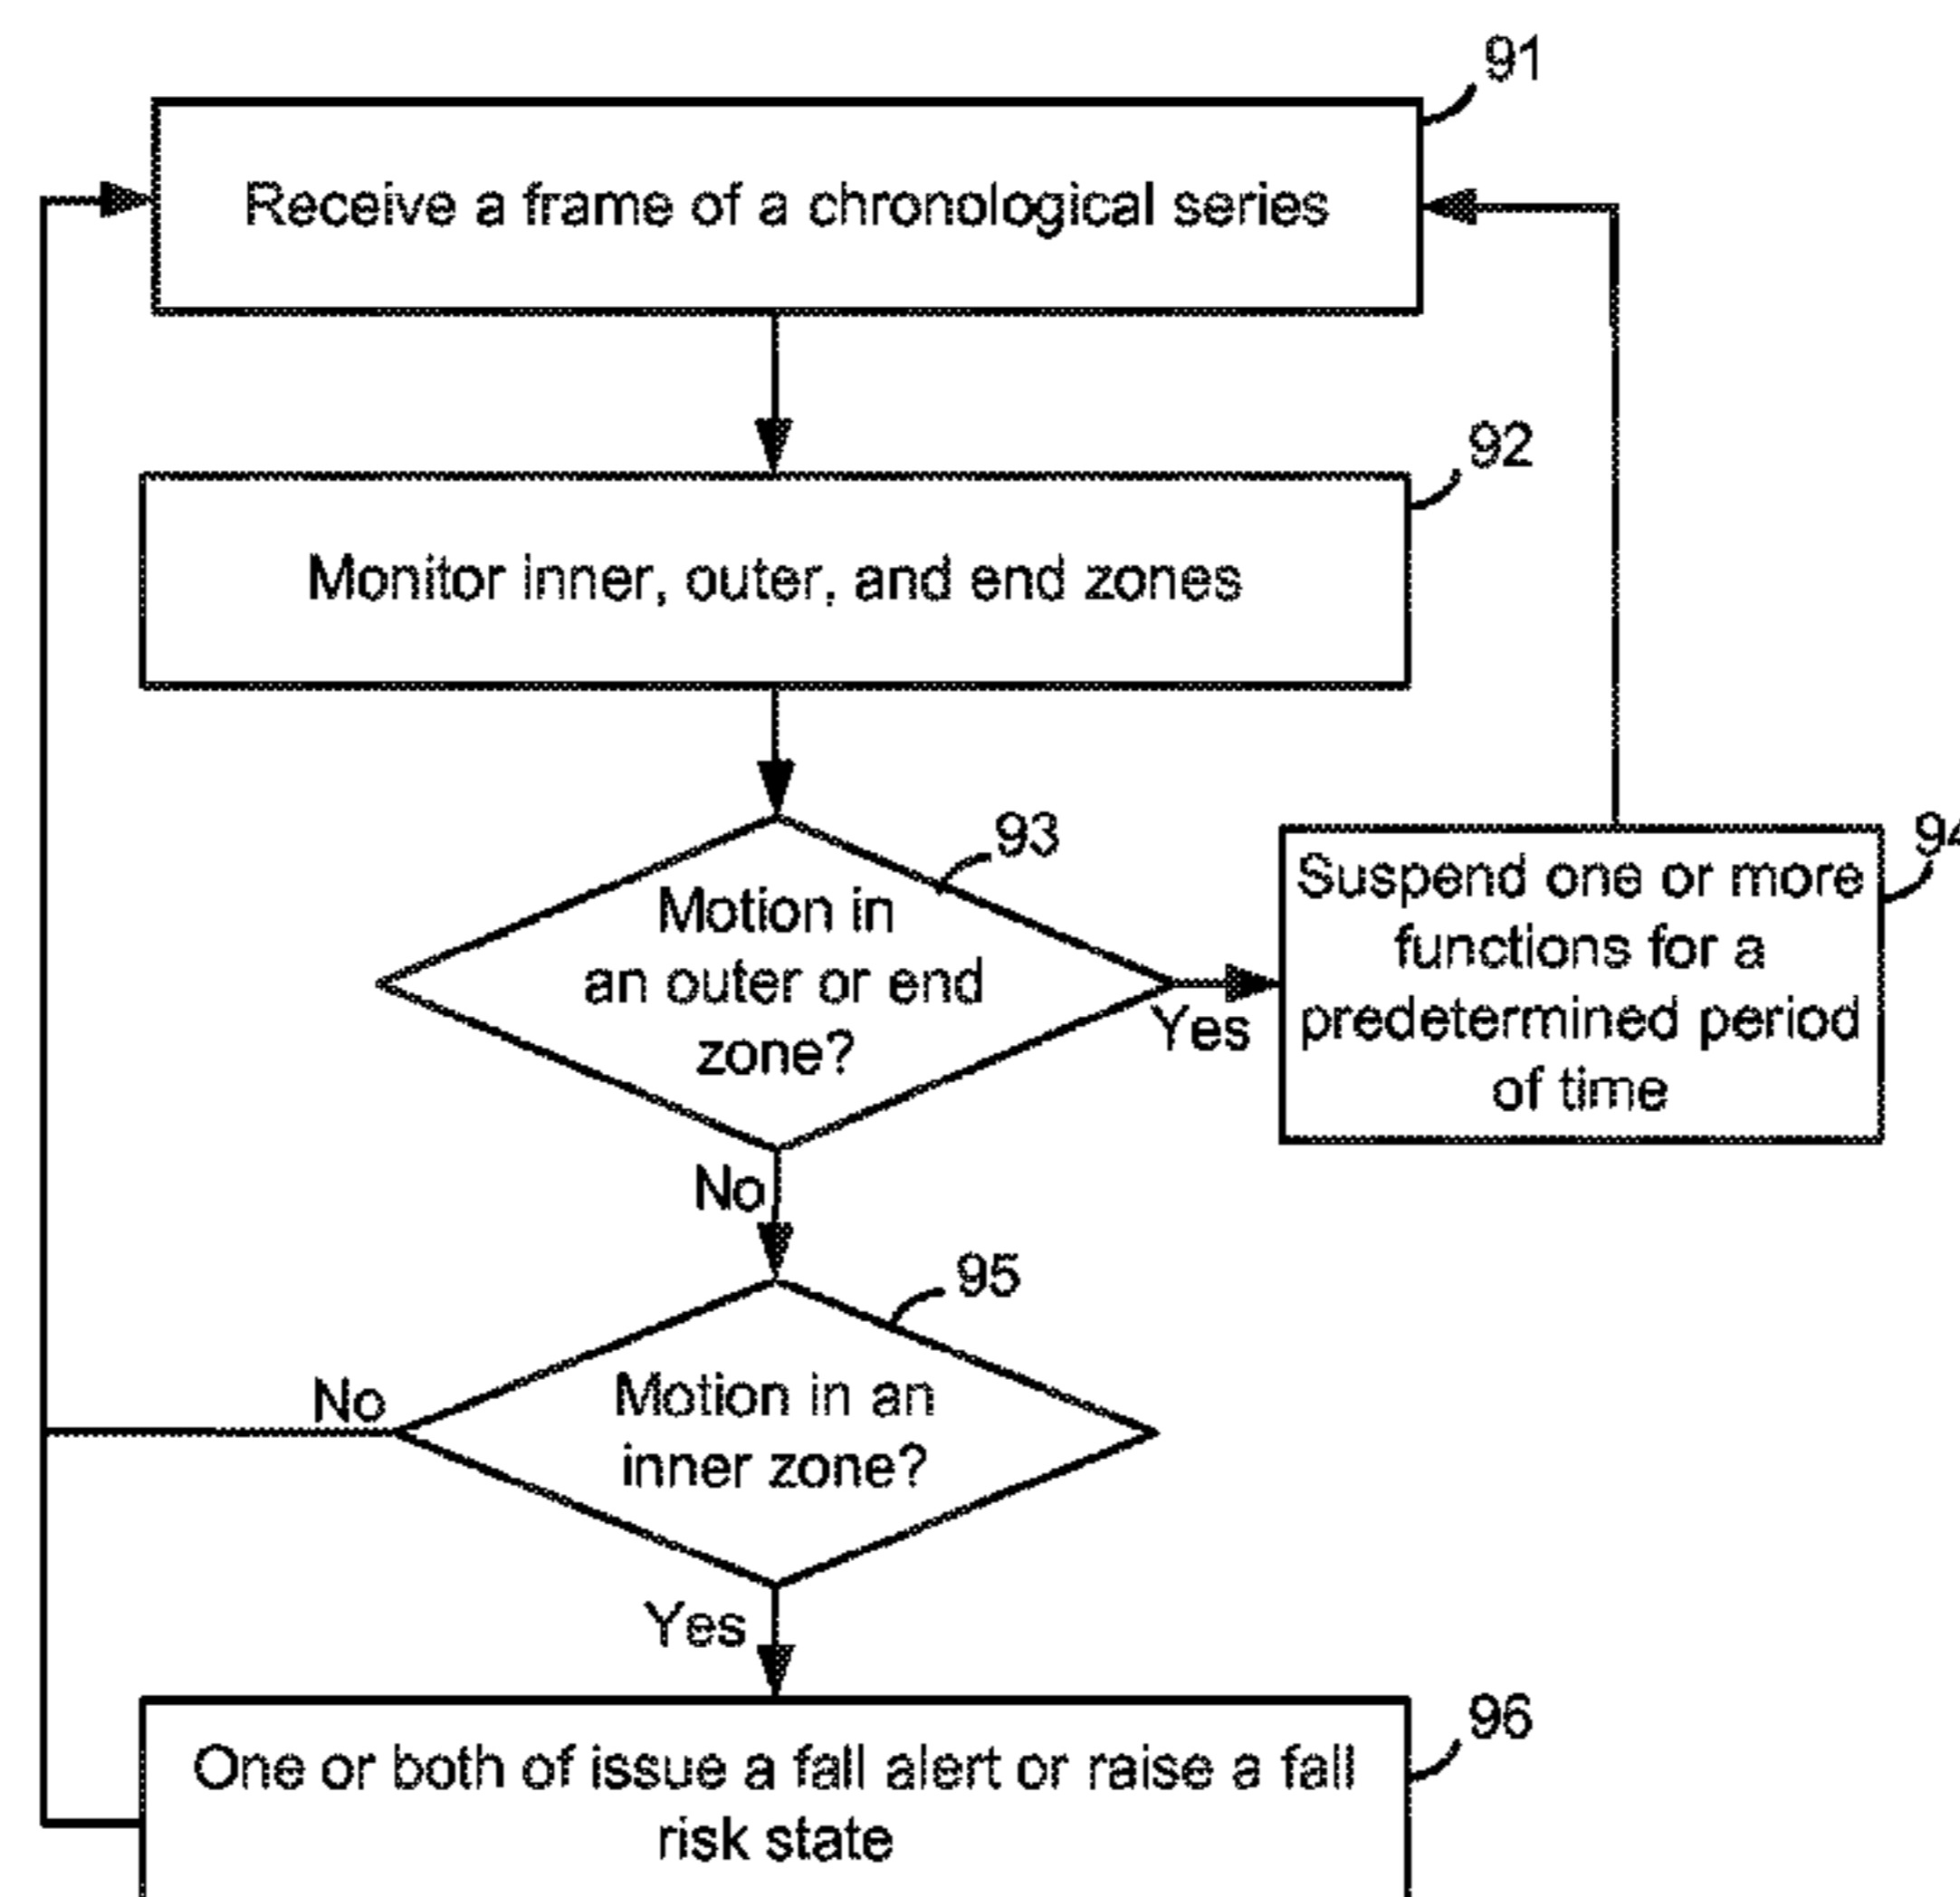 91
Receive a frame of a chronological series
92
Monitor inner, outer, and end zones
93
Motion in
an outer or end
zone?
Yes
94
Suspend one or more
functions for a
predetermined period
of time
No
95
Motion in an
inner zone?
No
Yes
96
One or both of issue a fall alert or raise a fall
risk state